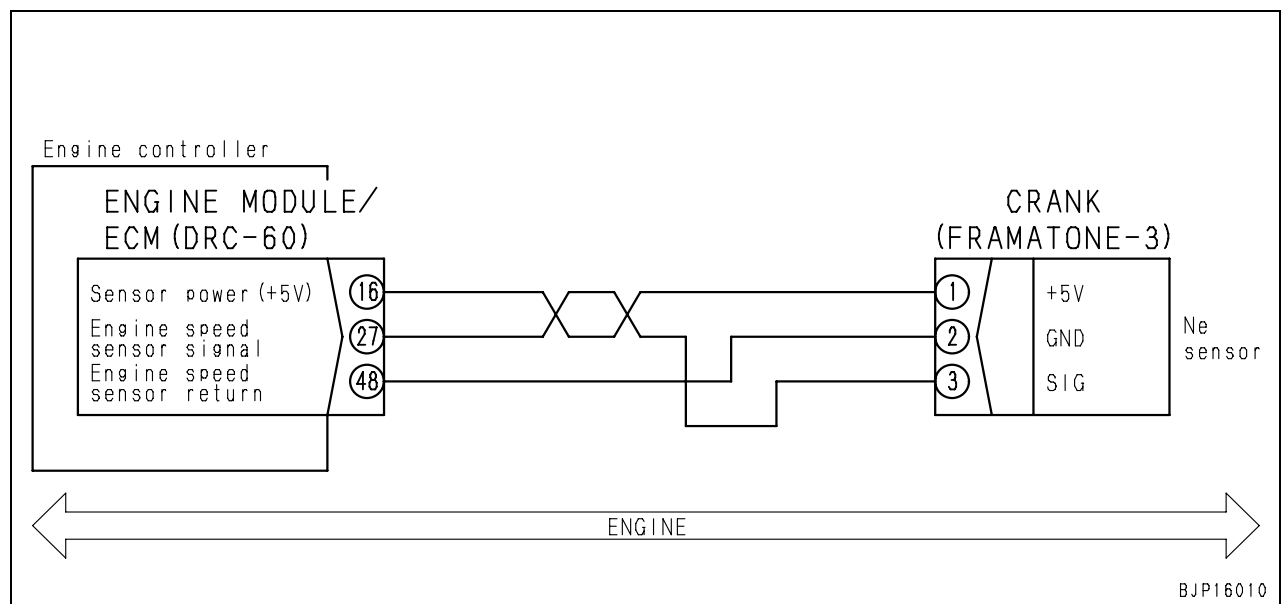 Engine controller
ENGINE MODULE/
ECM(DRC-60)
CRANK
(FRAMATONE-3)
Sensor power(+5V)
16
Engine speed
sensor signal
27
Engine speed
sensor return
48
1
+5V
2
GND
3
SIG
Ne
sensor
ENGINE
BJP16010